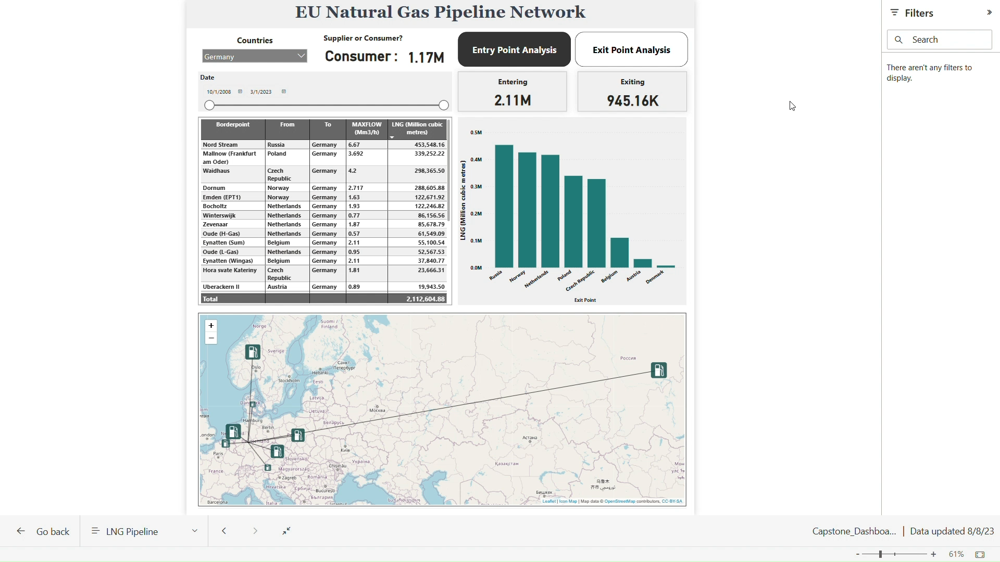 EU Natural Gas Pipeline Network
Filters
Search
There aren't any filters to
display.
Countries
Germany
Supplier or Consumer?
Consumer : 1.17M
Entry Point Analysis
Exit Point Analysis
Date
10/1/2008 3/1/2023
Entering
2.11M
Exiting
945.16K
Borderpoint From To MAXFLOW (Mm3/h) LNG (Million cubic metres)
Nord Stream Russia Germany 6.67 453,548.16
Mallnow (Frankfurt am Oder) Poland Germany 3.692 339,252.22
Waidhaus Czech Republic Germany 4.2 298,365.50
Dornum Norway Germany 2.717 288,605.88
Emden (EPT1) Norway Germany 1.63 122,671.92
Bocholtz Netherlands Germany 1.93 122,246.82
Winterswijk Netherlands Germany 0.77 86,156.56
Zevenaar Netherlands Germany 1.87 85,678.79
Oude (H-Gas) Netherlands Germany 0.57 61,549.09
Eynatten (Sum) Belgium Germany 2.11 55,100.54
Oude (L-Gas) Netherlands Germany 0.95 52,567.53
Eynatten (Wingas) Belgium Germany 2.11 37,840.77
Hora svate Kateriny Czech Republic Germany 1.81 23,666.31
Uberackern II Austria Germany 0.89 19,943.50
Total 2,112,604.88
LNG (Million cubic metres)
0.5M
0.4M
0.3M
0.2M
0.1M
0.0M
Russia
Norway
Netherlands
Poland
Czech Republic
Belgium
Austria
Denmark
Exit Point
+
−
Norge
Suomi /
Finland
Sverige
Oslo
Санкт-
Петербург
Helsinki
Stockholm
Eesti
Россия
Latvija
Lietuva
Москва
Hamburg
Berlin
Беларусь
Deutschland
Paris
Київ
Астана
Slovensko
Україна
Chișinău
Қазақстан
France
Magyarország
Zagreb
România
Hrvatska
București
България
Barcelona
Italia
Бишкек
乌鲁木
齐市
Leaflet | Icon Map | Map data © OpenStreetMap contributors, CC-BY-SA
Go back
LNG Pipeline
Capstone_Dashboa... | Data updated 8/8/23
- + 61%